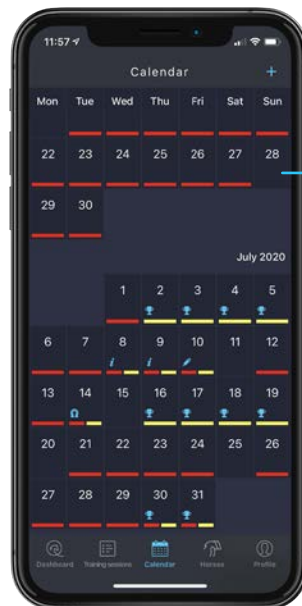 11:57
Calendar +
Mon Tue Wed Thu Fri Sat Sun
22 23 24 25 26 27 28
29 30
July 2020
1 2 3 4 5
6 7 8 9 10 11 12
i i
13 14 15 16 17 18 19
20 21 22 23 24 25 26
27 28 29 30 31
Dashboard Training sessions Calendar Horses Profile